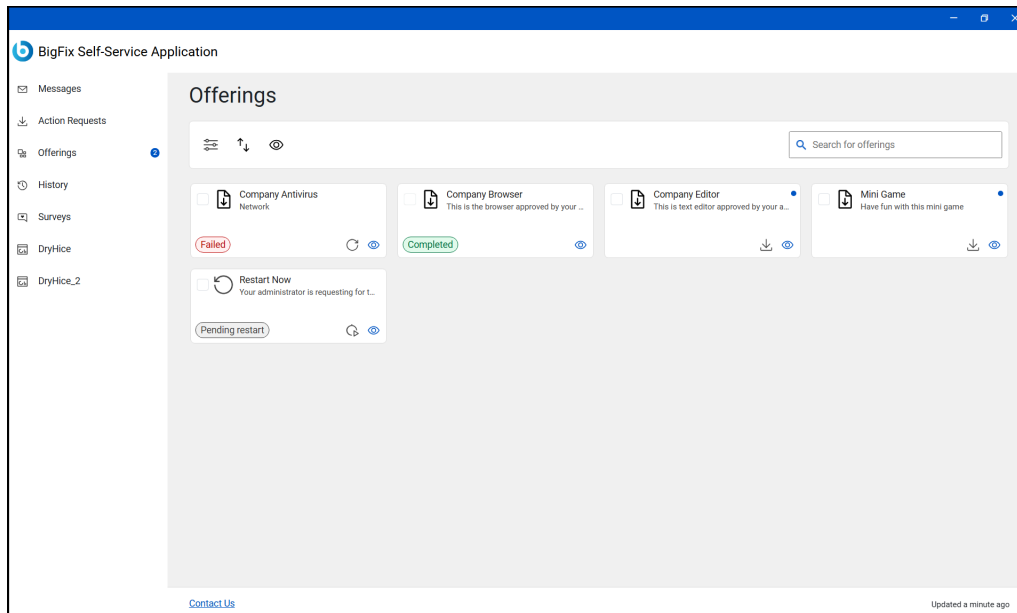 BigFix Self-Service Application
Messages
Action Requests
Offerings 2
History
Surveys
DryHice
DryHice_2
Offerings
Search for offerings
Company Antivirus
Network
Failed
Company Browser
This is the browser approved by your ...
Completed
Company Editor
This is text editor approved by your a...
Mini Game
Have fun with this mini game
Restart Now
Your administrator is requesting for t...
Pending restart
Contact Us
Updated a minute ago